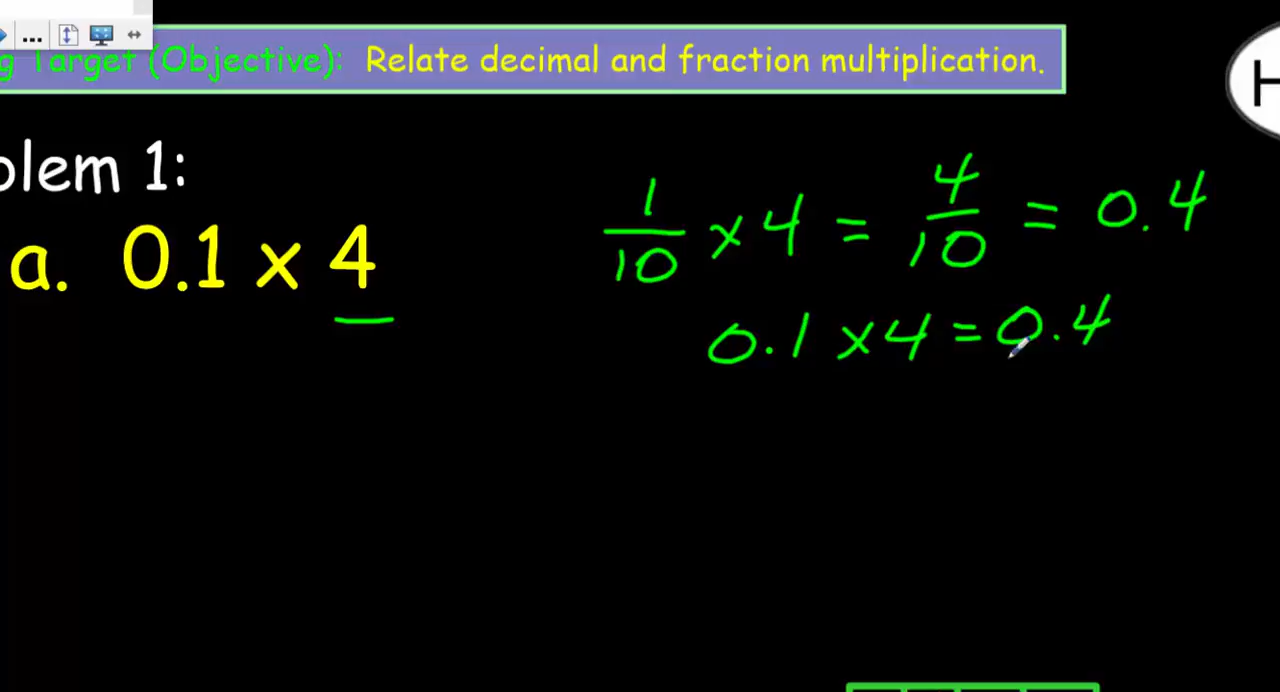 g Target (Objective): Relate decimal and fraction multiplication.
H
olem 1:
a. 0.1 x 4
1/10 x 4 = 4/10 = 0.4
0.1 x 4 = 0.4